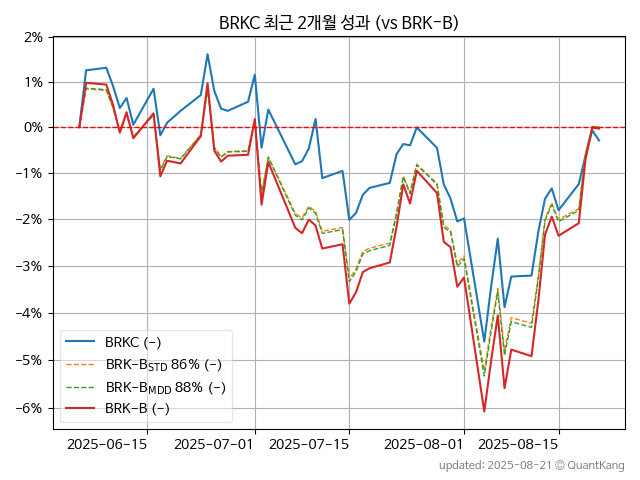 BRKC 최근 2개월 성과 (vs BRK-B)
2%
1%
0%
-1%
-2%
-3%
-4%
-5%
-6%
BRKC (-)
BRK-B_STD 86% (-)
BRK-B_MDD 88% (-)
BRK-B (-)
2025-06-15 2025-07-01 2025-07-15 2025-08-01 2025-08-15
updated: 2025-08-21 © QuantKang